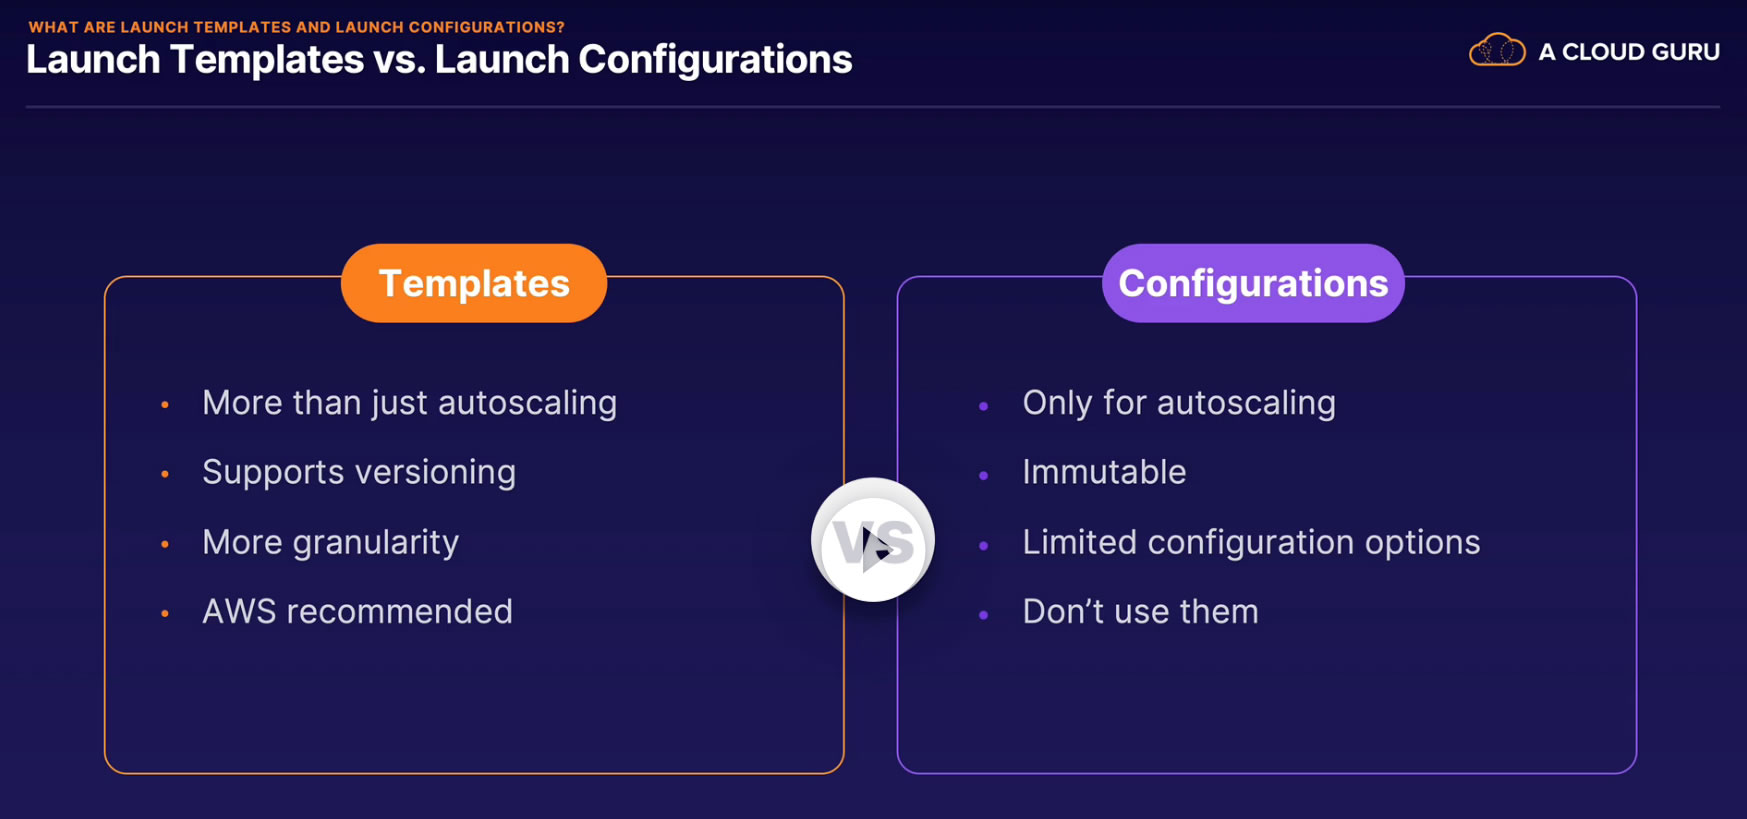 WHAT ARE LAUNCH TEMPLATES AND LAUNCH CONFIGURATIONS?
Launch Templates vs. Launch Configurations
A CLOUD GURU
Templates
• More than just autoscaling
• Supports versioning
• More granularity
• AWS recommended
VS
Configurations
• Only for autoscaling
• Immutable
• Limited configuration options
• Don’t use them